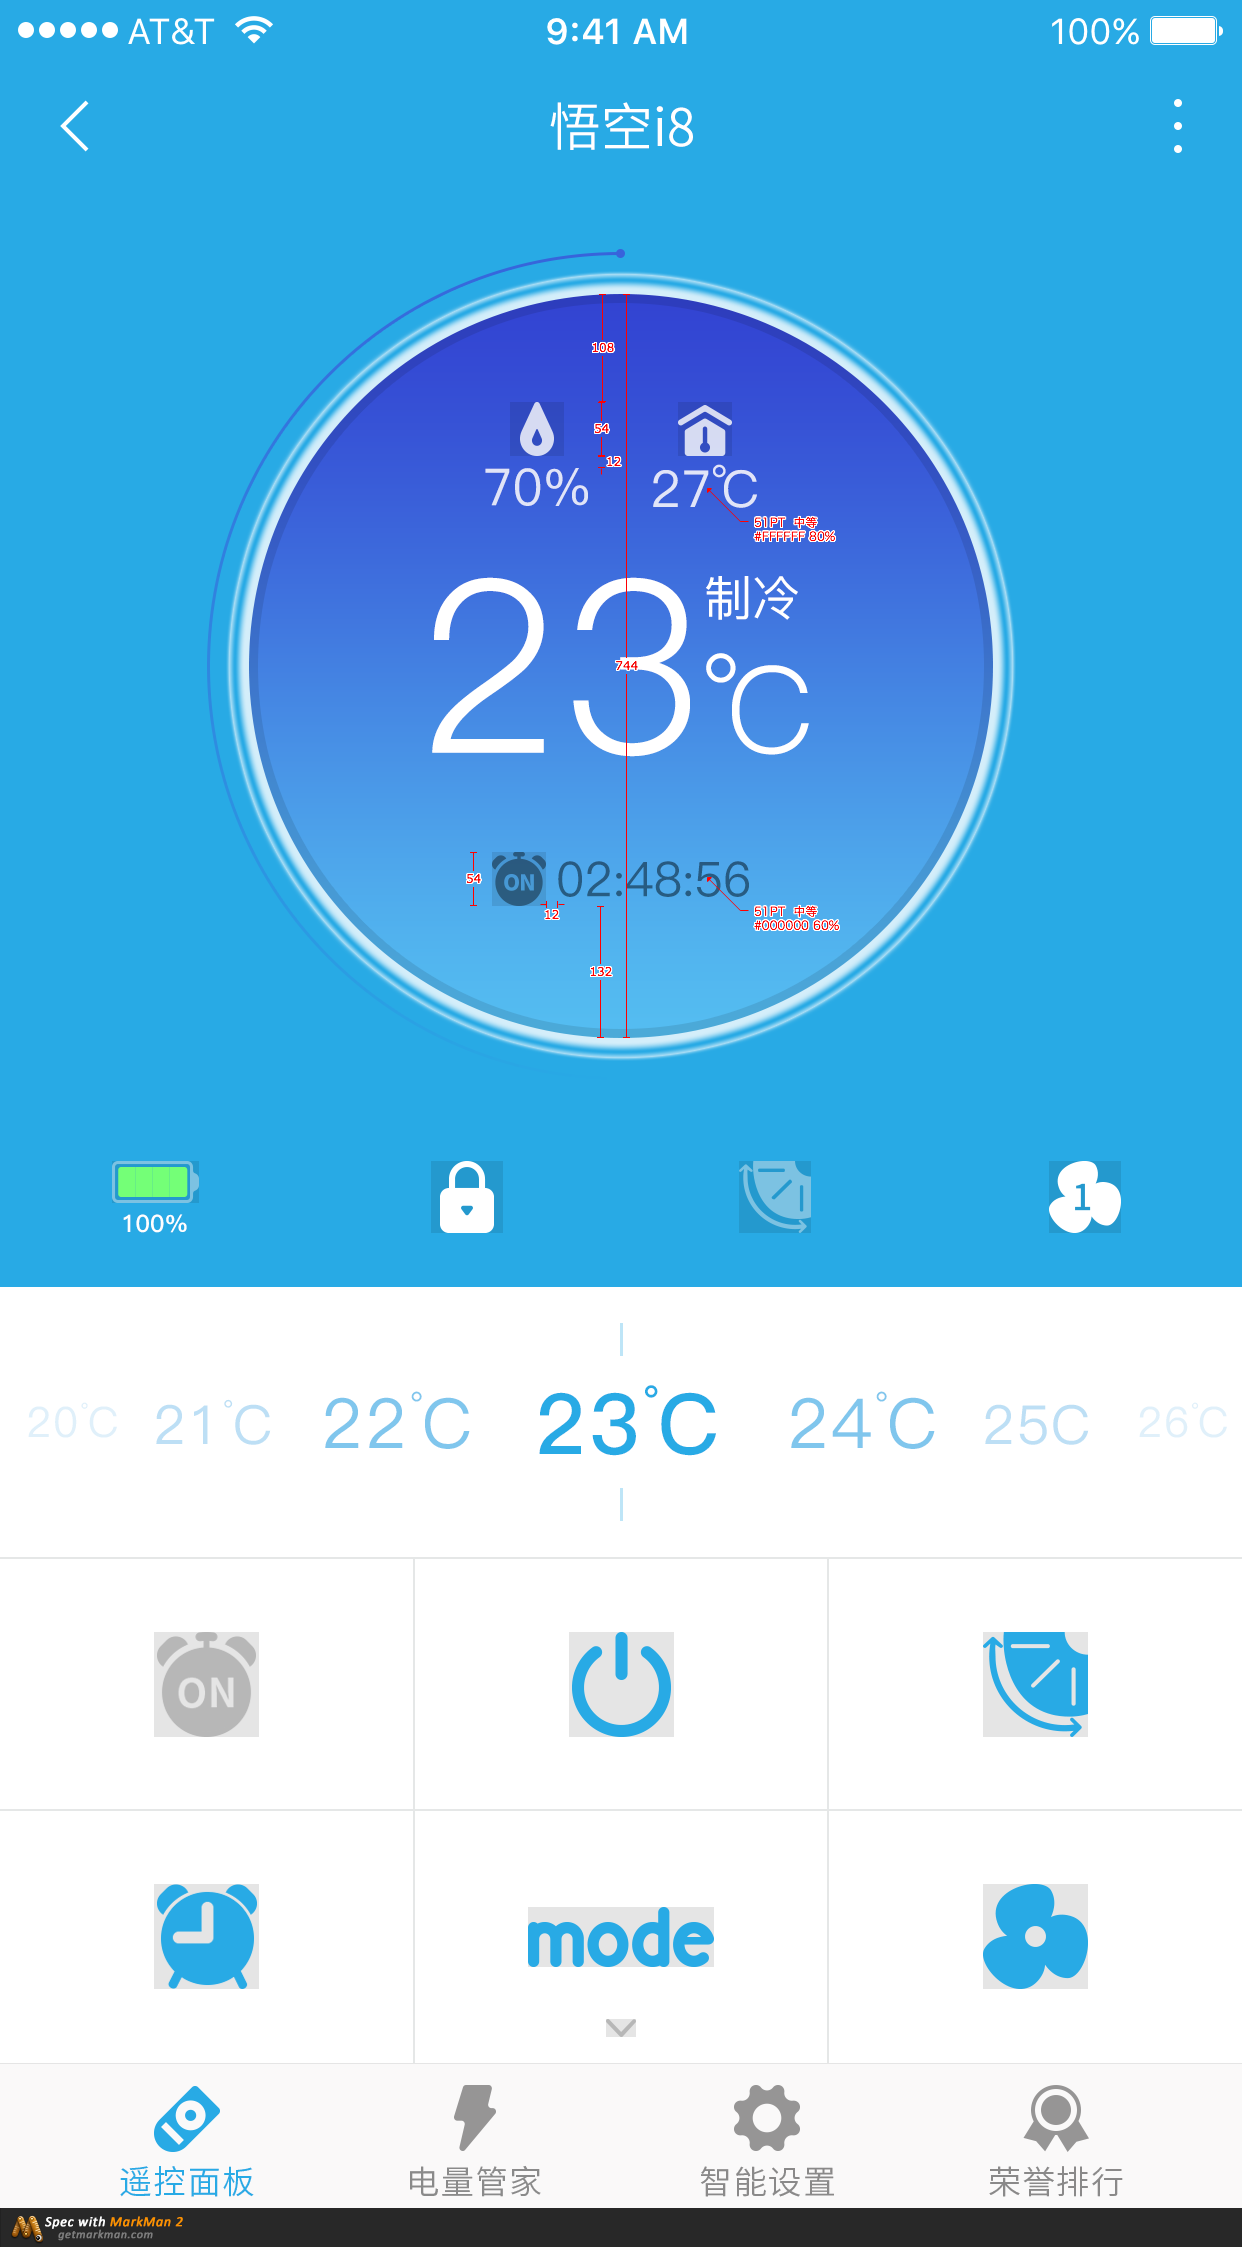 AT&T 9:41 AM 100%
悟空i8
108
54
12
70% 27℃
51PT 中等
#FFFFFF 80%
制冷
23℃
744
54
ON 02:48:56
12
51PT 中等
#000000 60%
132
100%
1
20℃ 21℃ 22℃ 23℃ 24℃ 25C 26℃
ON
mode
遥控面板 电量管家 智能设置 荣誉排行
Spec with MarkMan 2
getmarkman.com